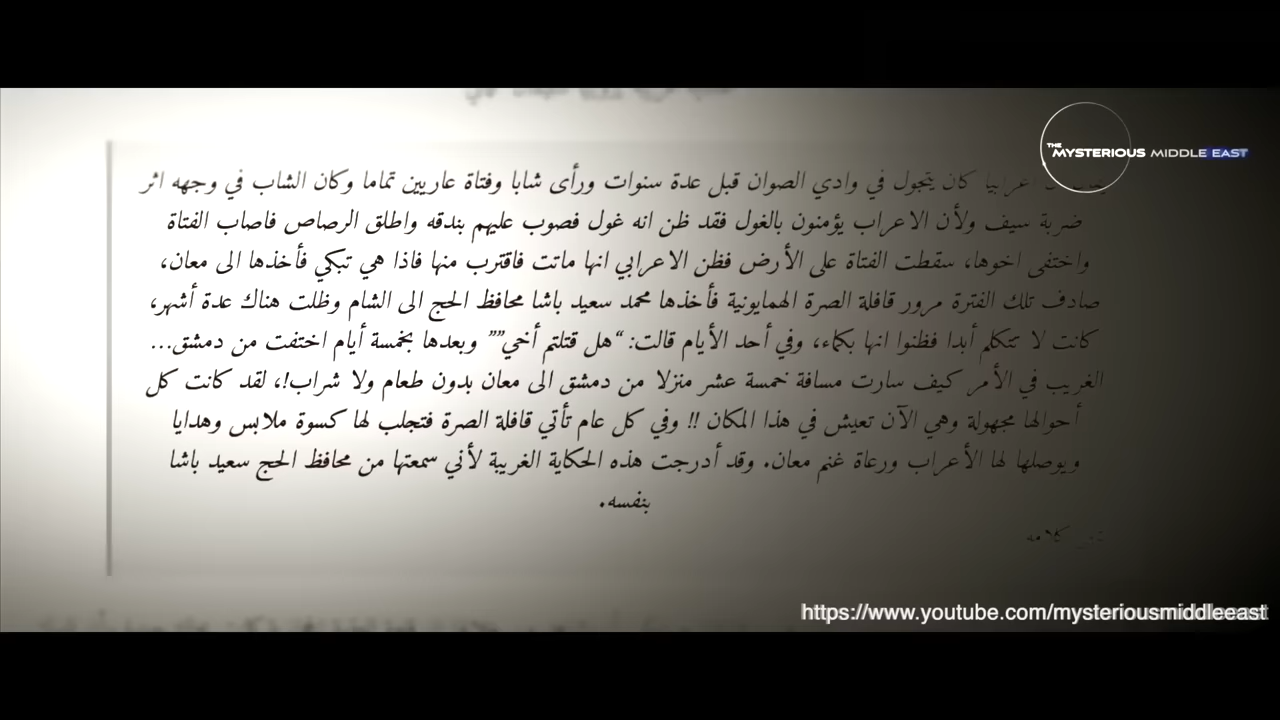 THE
MYSTERIOUS MIDDLE EAST
كان يتجول في وادي الصوان قبل عدة سنوات ورأى شابا وفتاة عاريين تماما وكان الشاب في وجهه اثر
ضربة سيف ولأن الاعراب يؤمنون بالغول فقد ظن انه غول فصوب عليهم بندقه واطلق الرصاص فاصاب الفتاة
واختفى اخوها، سقطت الفتاة على الأرض فظن الاعرابي انها ماتت فاقترب منها فاذا هي تبكي فأخذها الى معان،
صادف تلك الفترة مرور قافلة الصرة الهمايونية فأخذها محمد سعيد باشا محافظ الحج الى الشام وظلت هناك عدة أشهر،
كانت لا تتكلم أبدا فظنوا انها بكماء، وفي أحد الأيام قالت: “هل قتلتم أخي”” وبعدها بخمسة أيام اختفت من دمشق...
الغريب في الأمر كيف سارت مسافة خمسة عشر منزلا من دمشق الى معان بدون طعام ولا شراب!، لقد كانت كل
أحوالها مجهولة وهي الآن تعيش في هذا المكان !! وفي كل عام تأتي قافلة الصرة فتجلب لها كسوة ملابس وهدايا
ويوصلها لها الأعراب ورعاة غنم معان. وقد أدرجت هذه الحكاية الغريبة لأني سمعتها من محافظ الحج سعيد باشا
بنفسه.
كلامه
https://www.youtube.com/mysteriousmiddleeast